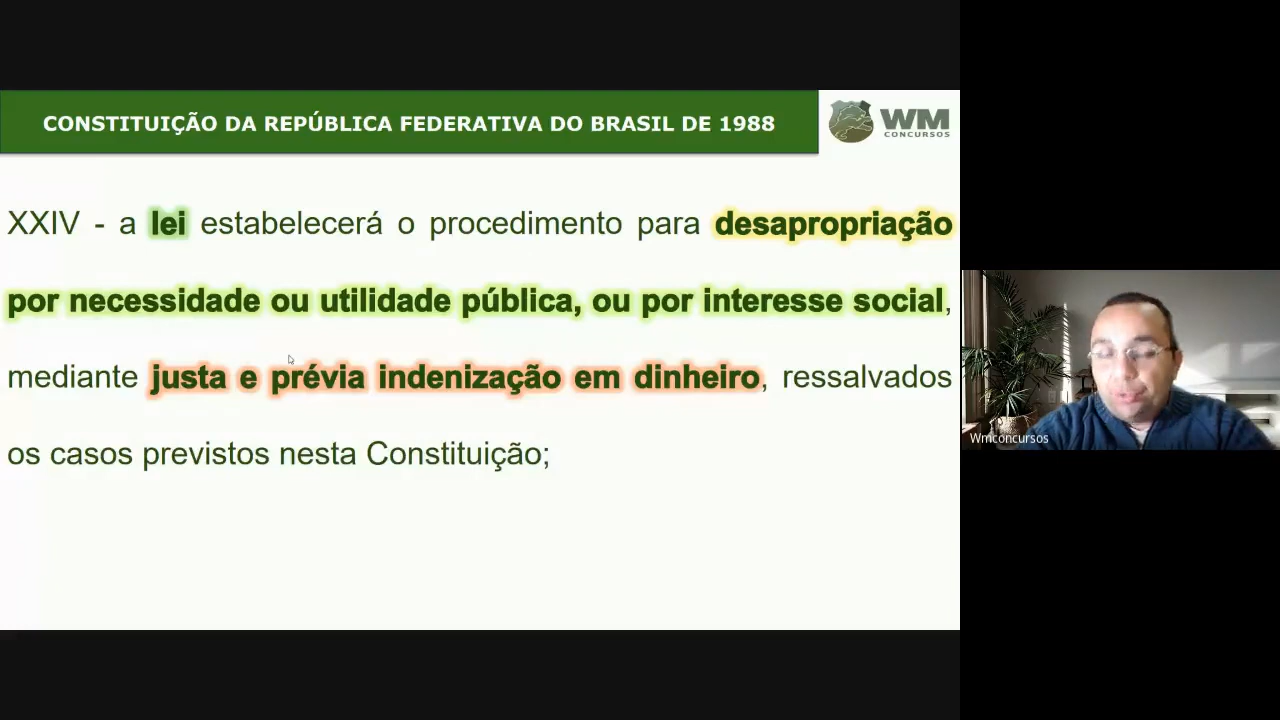 CONSTITUIÇÃO DA REPÚBLICA FEDERATIVA DO BRASIL DE 1988
WM
CONCURSOS
XXIV - a lei estabelecerá o procedimento para desapropriação
por necessidade ou utilidade pública, ou por interesse social,
mediante justa e prévia indenização em dinheiro, ressalvados
os casos previstos nesta Constituição;
Wmconcursos